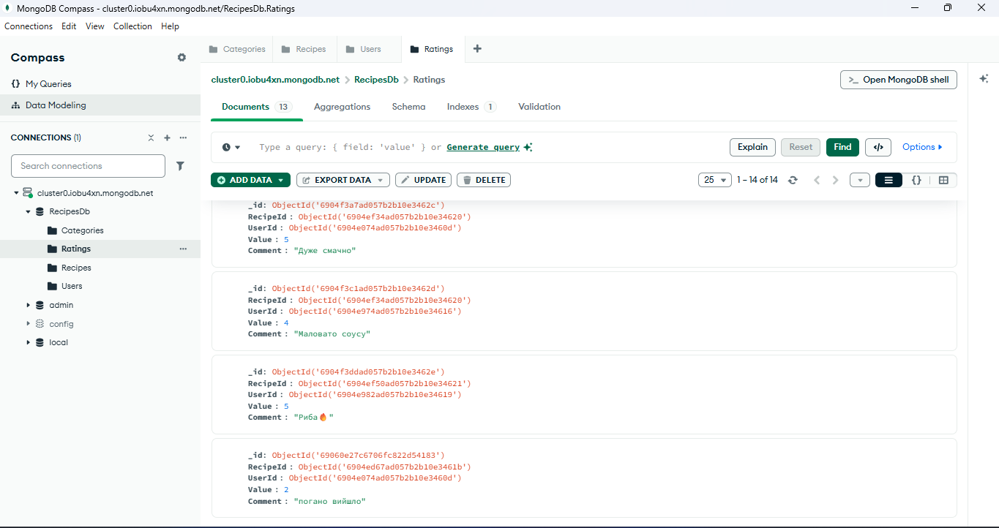 MongoDB Compass - cluster0.iobu4xn.mongodb.net/RecipesDb.Ratings
Connections Edit View Collection Help
Compass
My Queries
Data Modeling
CONNECTIONS (1)
Search connections
cluster0.iobu4xn.mongodb.net
RecipesDb
Categories
Ratings
Recipes
Users
admin
config
local
Categories Recipes Users Ratings
cluster0.iobu4xn.mongodb.net > RecipesDb > Ratings
>_ Open MongoDB shell
Documents 13 Aggregations Schema Indexes 1 Validation
Type a query: { field: 'value' } or Generate query
Explain Reset Find </> Options
ADD DATA EXPORT DATA UPDATE DELETE
25 1 – 14 of 14 {}
_id: ObjectId('6904f3a7ad057b2b10e3462c')
RecipeId : ObjectId('6904ef34ad057b2b10e34620')
UserId : ObjectId('6904e074ad057b2b10e3460d')
Value : 5
Comment : "Дуже смачно"
_id: ObjectId('6904f3c1ad057b2b10e3462d')
RecipeId : ObjectId('6904ef34ad057b2b10e34620')
UserId : ObjectId('6904e974ad057b2b10e34616')
Value : 4
Comment : "Маловато соусу"
_id: ObjectId('6904f3ddad057b2b10e3462e')
RecipeId : ObjectId('6904ef50ad057b2b10e34621')
UserId : ObjectId('6904e982ad057b2b10e34619')
Value : 5
Comment : "Риба🔥"
_id: ObjectId('69060e27c6706fc822d54183')
RecipeId : ObjectId('6904ed67ad057b2b10e3461b')
UserId : ObjectId('6904e074ad057b2b10e3460d')
Value : 2
Comment : "погано вийшло"